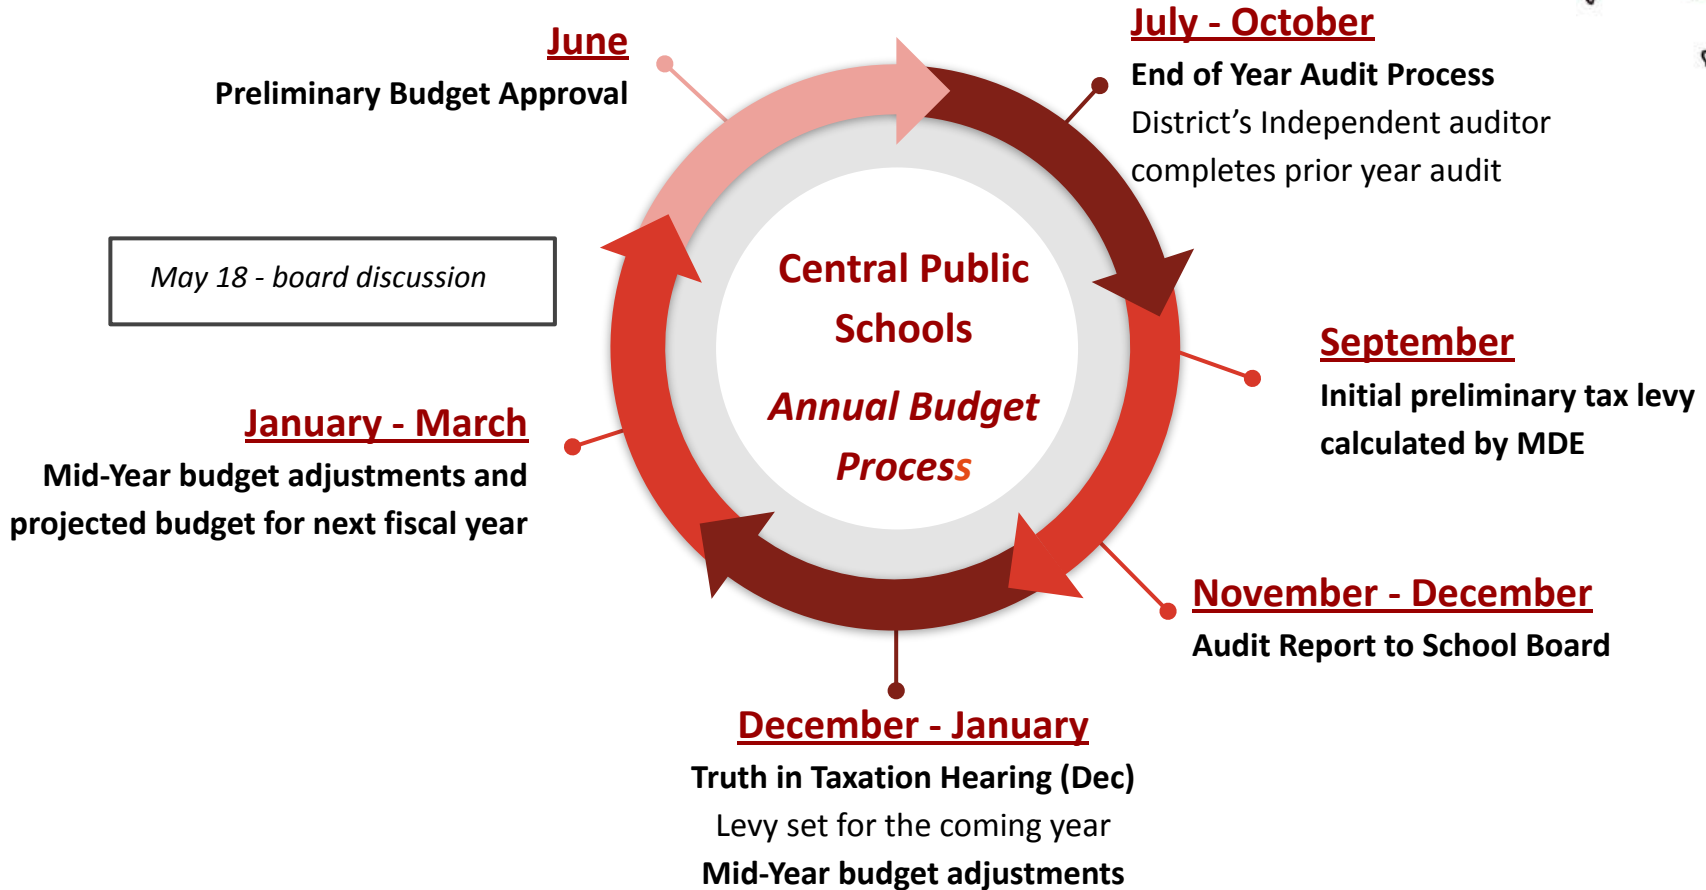 June
Preliminary Budget Approval
July - October
End of Year Audit Process
District’s Independent auditor
completes prior year audit
May 18 - board discussion
Central Public
Schools
Annual Budget
Process
September
Initial preliminary tax levy
calculated by MDE
January - March
Mid-Year budget adjustments and
projected budget for next fiscal year
November - December
Audit Report to School Board
December - January
Truth in Taxation Hearing (Dec)
Levy set for the coming year
Mid-Year budget adjustments